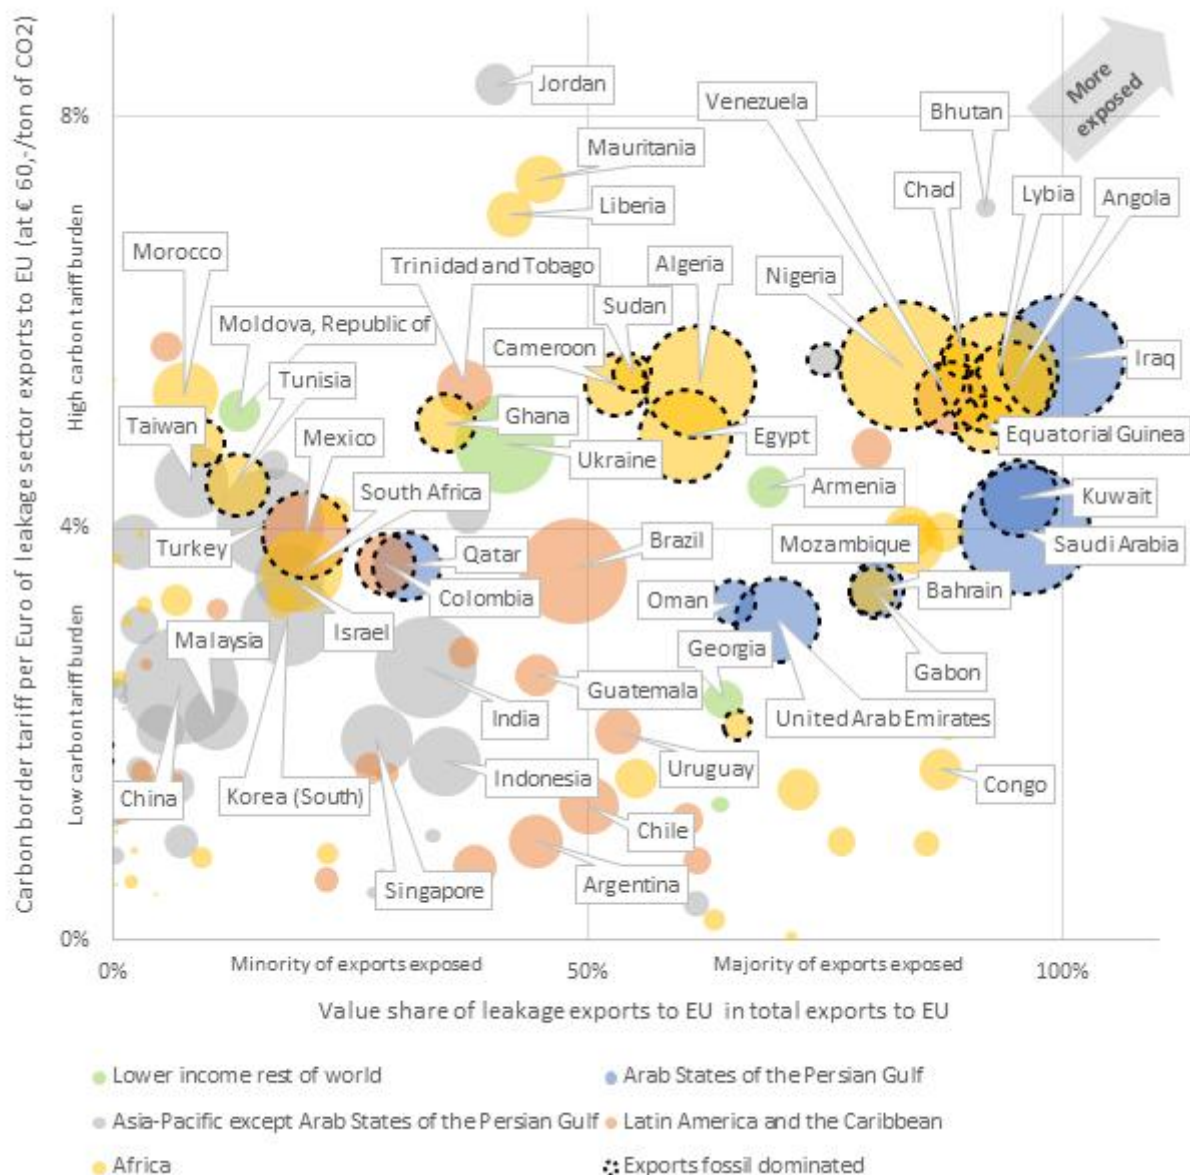 Carbon border tariff per Euro of leakage sector exports to EU (at € 60,-/ton of CO2)
High carbon tariff burden
Low carbon tariff burden
8%
4%
0%
More
exposed
Jordan
Venezuela
Bhutan
Mauritania
Chad
Lybia
Angola
Liberia
Morocco
Trinidad and Tobago
Algeria
Nigeria
Sudan
Moldova, Republic of
Cameroon
Iraq
Tunisia
Taiwan
Mexico
Ghana
Egypt
Equatorial Guinea
Ukraine
South Africa
Armenia
Kuwait
Turkey
Qatar
Brazil
Mozambique
Saudi Arabia
Colombia
Oman
Bahrain
Malaysia
Israel
Georgia
Gabon
Guatemala
India
United Arab Emirates
Uruguay
China
Korea (South)
Indonesia
Congo
Chile
Singapore
Argentina
0%
Minority of exports exposed
50%
Majority of exports exposed
100%
Value share of leakage exports to EU in total exports to EU
Lower income rest of world
Arab States of the Persian Gulf
Asia-Pacific except Arab States of the Persian Gulf
Latin America and the Caribbean
Africa
Exports fossil dominated